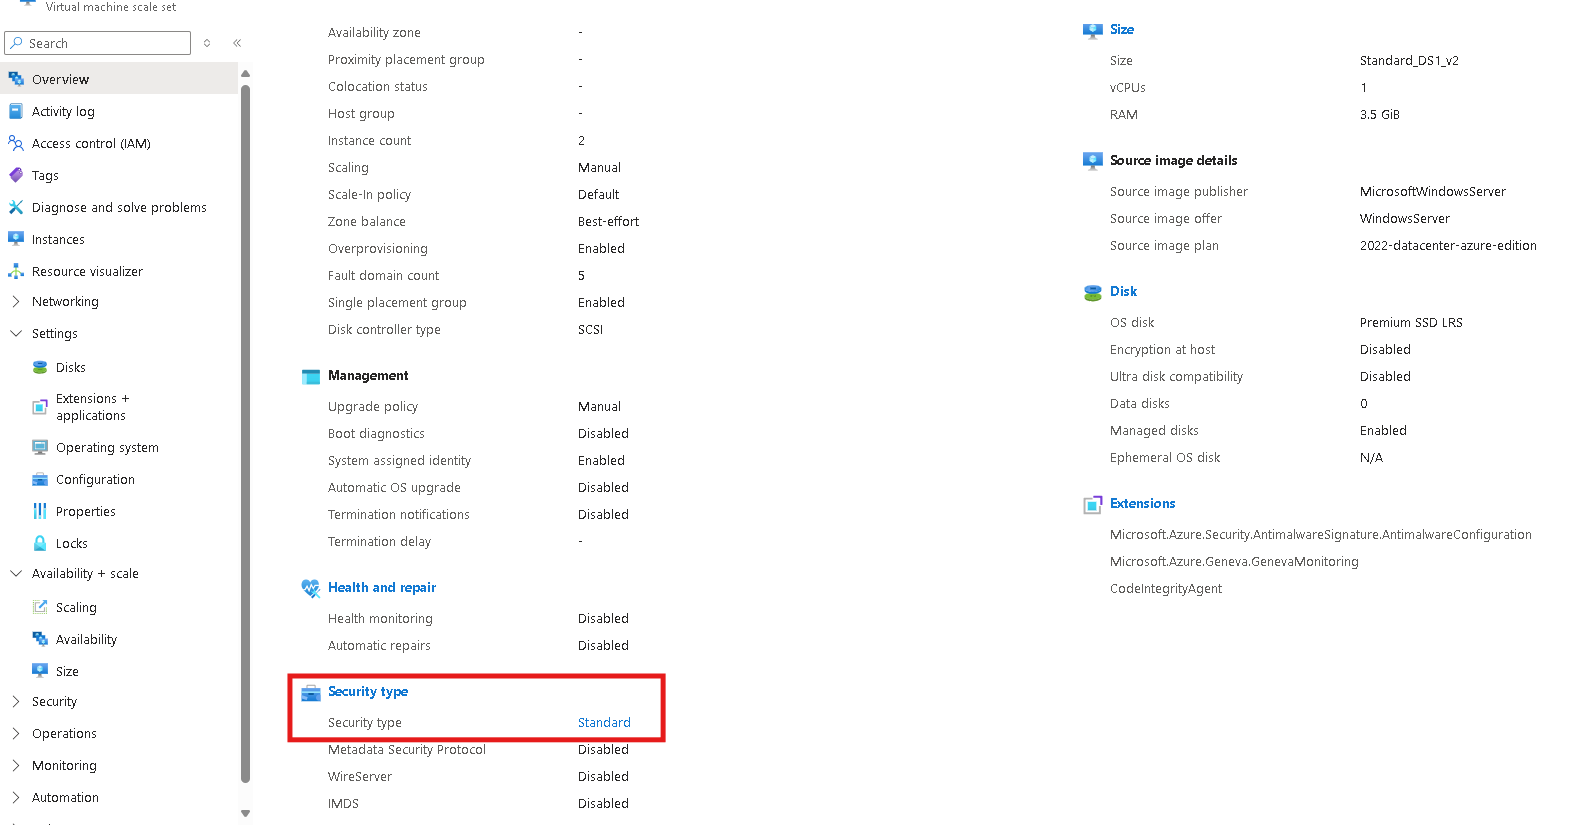 Virtual machine scale set
Search
Overview
Activity log
Access control (IAM)
Tags
Diagnose and solve problems
Instances
Resource visualizer
Networking
Settings
Disks
Extensions +
applications
Operating system
Configuration
Properties
Locks
Availability + scale
Scaling
Availability
Size
Security
Operations
Monitoring
Automation
Availability zone -
Proximity placement group -
Colocation status -
Host group -
Instance count 2
Scaling Manual
Scale-In policy Default
Zone balance Best-effort
Overprovisioning Enabled
Fault domain count 5
Single placement group Enabled
Disk controller type SCSI
Management
Upgrade policy Manual
Boot diagnostics Disabled
System assigned identity Enabled
Automatic OS upgrade Disabled
Termination notifications Disabled
Termination delay -
Health and repair
Health monitoring Disabled
Automatic repairs Disabled
Security type
Security type Standard
Metadata Security Protocol Disabled
WireServer Disabled
IMDS Disabled
Size
Size Standard_DS1_v2
vCPUs 1
RAM 3.5 GiB
Source image details
Source image publisher MicrosoftWindowsServer
Source image offer WindowsServer
Source image plan 2022-datacenter-azure-edition
Disk
OS disk Premium SSD LRS
Encryption at host Disabled
Ultra disk compatibility Disabled
Data disks 0
Managed disks Enabled
Ephemeral OS disk N/A
Extensions
Microsoft.Azure.Security.AntimalwareSignature.AntimalwareConfiguration
Microsoft.Azure.Geneva.GenevaMonitoring
CodeIntegrityAgent